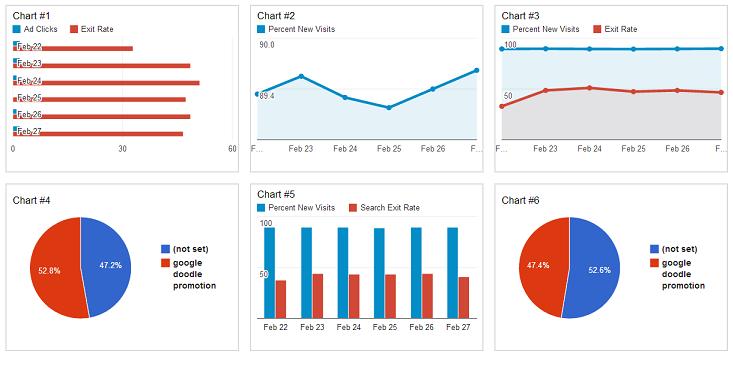 Chart #1
Ad Clicks Exit Rate
Feb 22
Feb 23
Feb 24
Feb 25
Feb 26
Feb 27
0 30 60
Chart #2
Percent New Visits
90.0
89.4
F... Feb 23 Feb 24 Feb 25 Feb 26 F...
Chart #3
Percent New Visits Exit Rate
100
50
F... Feb 23 Feb 24 Feb 25 Feb 26 F...
Chart #4
52.8% 47.2%
(not set)
google
doodle
promotion
Chart #5
Percent New Visits Search Exit Rate
100
50
Feb 22 Feb 23 Feb 24 Feb 25 Feb 26 Feb 27
Chart #6
47.4% 52.6%
(not set)
google
doodle
promotion